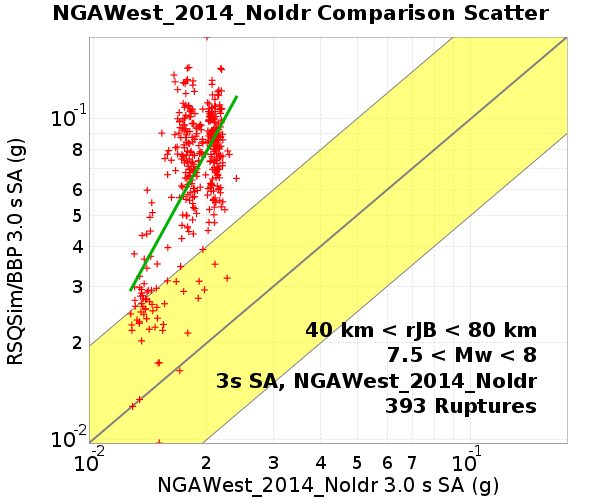 NGAWest_2014_NoIdr Comparison Scatter
RSQSim/BBP 3.0 s SA (g)
10-1
8
6
5
4
3
2
10-2
40 km < rJB < 80 km
7.5 < Mw < 8
3s SA, NGAWest_2014_NoIdr
393 Ruptures
10-2 2 3 4 5 6 7 10-1
NGAWest_2014_NoIdr 3.0 s SA (g)